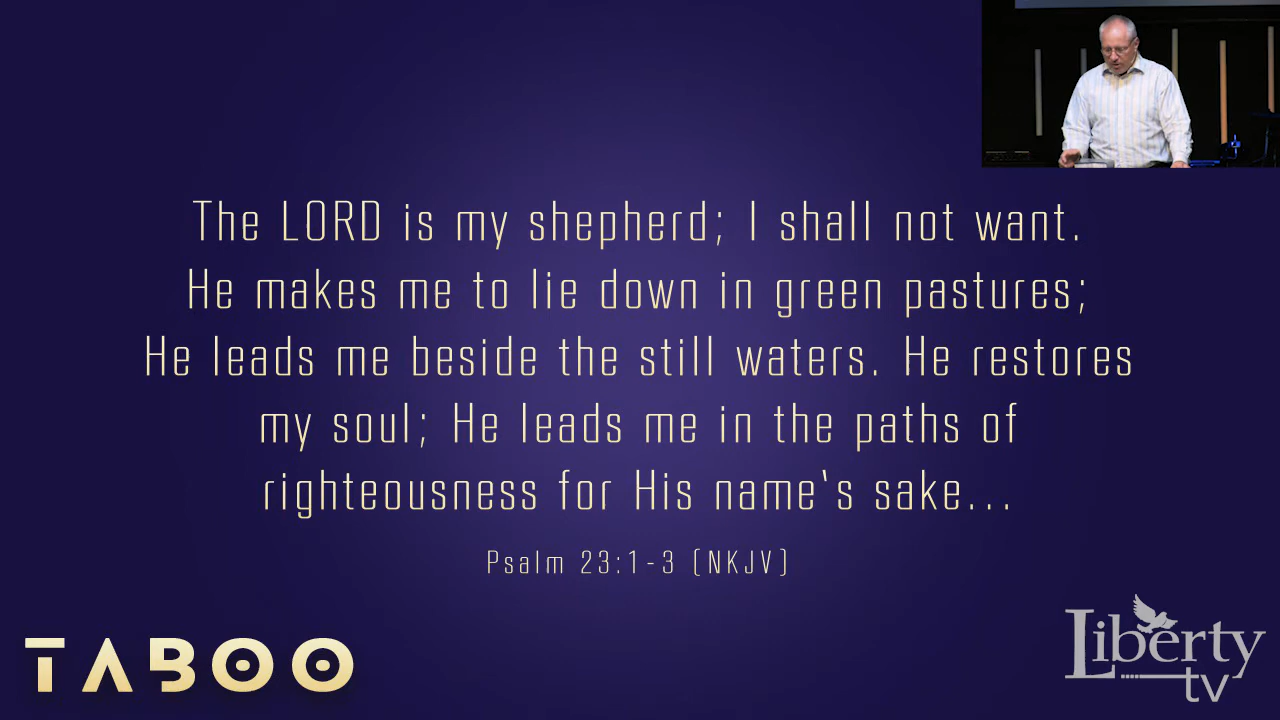 The LORD is my shepherd; I shall not want.
He makes me to lie down in green pastures;
He leads me beside the still waters. He restores
my soul; He leads me in the paths of
righteousness for His name's sake...
Psalm 23:1-3 (NKJV)
TABOO
Liberty
tv